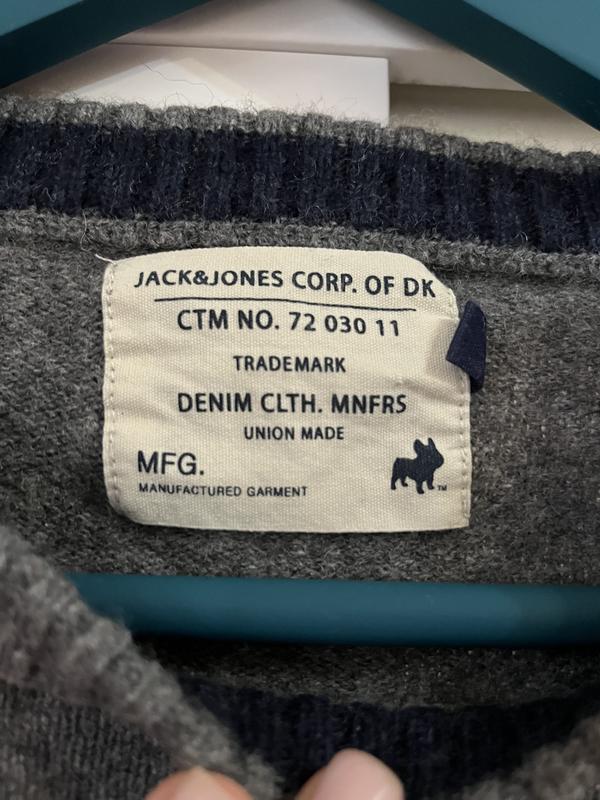 JACK&JONES CORP. OF DK
CTM NO. 72 030 11
TRADEMARK
DENIM CLTH. MNFRS
UNION MADE
MFG.
MANUFACTURED GARMENT
TM